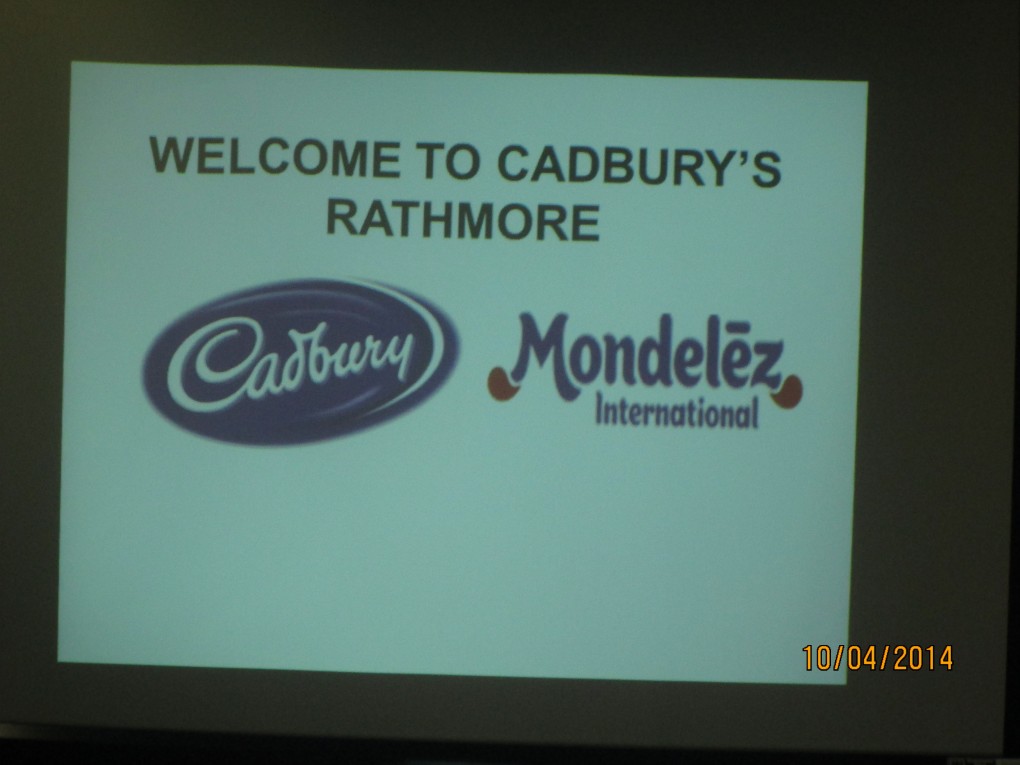 WELCOME TO CADBURY’S
RATHMORE
Cadbury
Mondelēz
International
10/04/2014